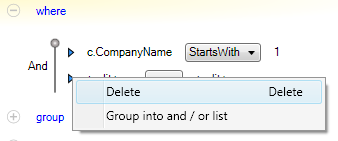 where
c.CompanyName StartsWith 1
And
Delete Delete
Group into and / or list
group